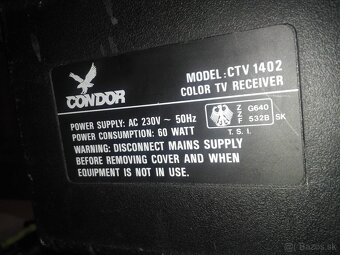 CONDOR
MODEL: CTV 1402
COLOR TV RECEIVER
POWER SUPPLY: AC 230V ~ 50Hz
POWER CONSUMPTION: 60 WATT
Z Z F G640 532B SK
T. S. I.
WARNING: DISCONNECT MAINS SUPPLY
BEFORE REMOVING COVER AND WHEN
EQUIPMENT IS NOT IN USE.